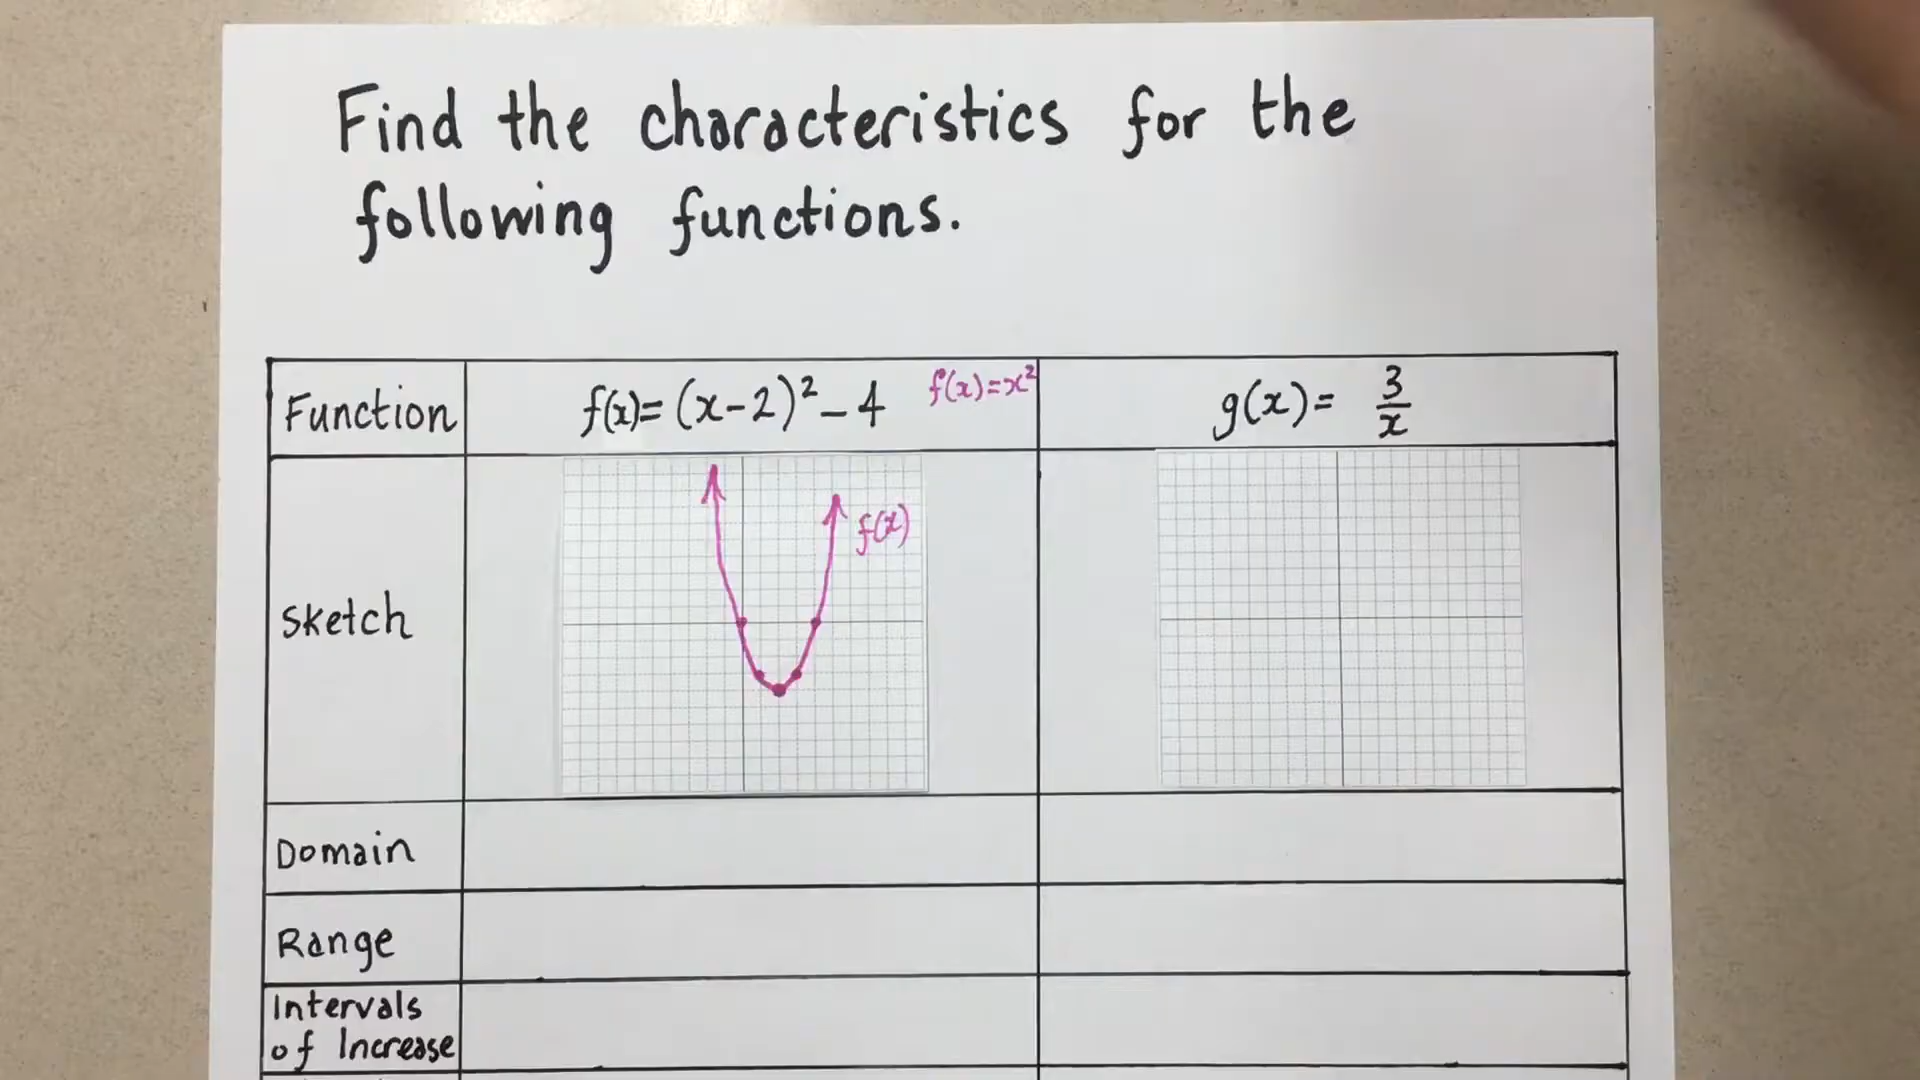 Find the characteristics for the
following functions.
Function
f(x)= (x-2)² - 4
f(x)=x²
g(x)= 3/x
Sketch
f(x)
Domain
Range
Intervals
of Increase